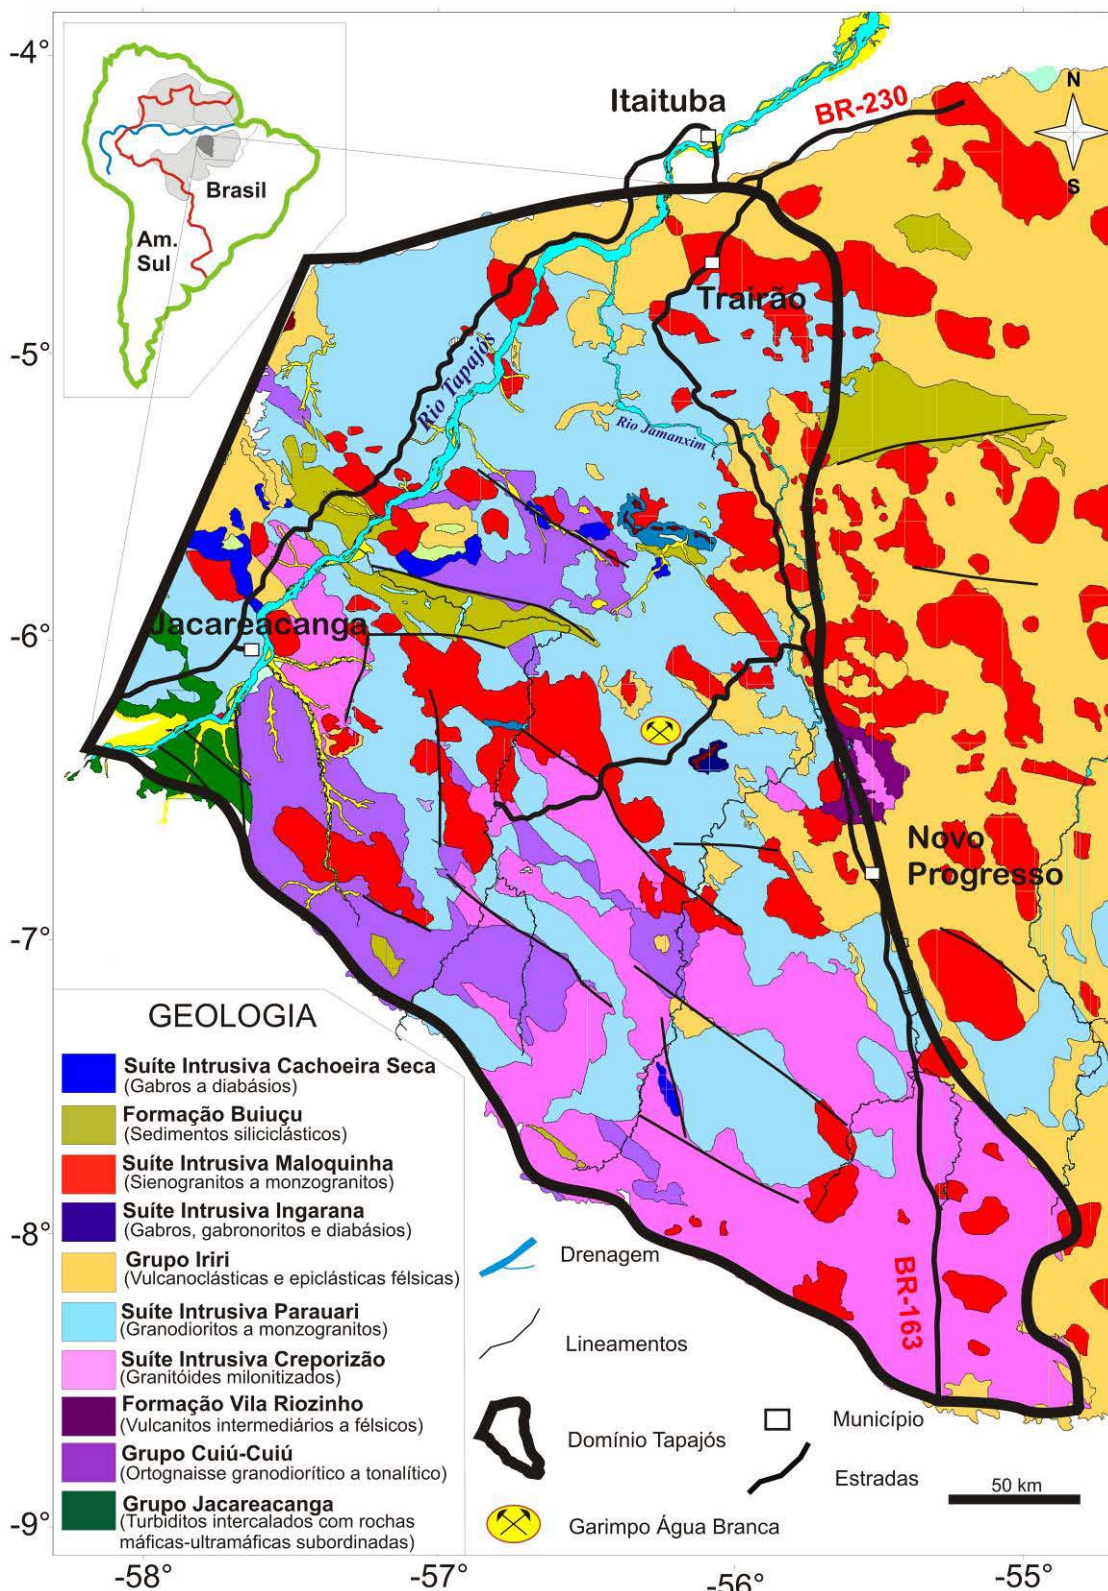 -4°
-5°
-6°
-7°
-8°
-9°
-58°
-57°
-56°
-55°
Brasil
Am.
Sul
N
S
Itaituba
BR-230
Trairão
Rio Tapajós
Rio Jamanxim
Jacareacanga
Novo
Progresso
BR-163
GEOLOGIA
Suíte Intrusiva Cachoeira Seca
(Gabros a diabásios)
Formação Buiuçu
(Sedimentos siliciclásticos)
Suíte Intrusiva Maloquinha
(Sienogranitos a monzogranitos)
Suíte Intrusiva Ingarana
(Gabros, gabronoritos e diabásios)
Grupo Iriri
(Vulcanoclásticas e epiclásticas félsicas)
Suíte Intrusiva Parauari
(Granodioritos a monzogranitos)
Suíte Intrusiva Creporizão
(Granitóides milonitizados)
Formação Vila Riozinho
(Vulcanitos intermediários a félsicos)
Grupo Cuiú-Cuiú
(Ortognaisse granodiorítico a tonalítico)
Grupo Jacareacanga
(Turbiditos intercalados com rochas
máficas-ultramáficas subordinadas)
Drenagem
Lineamentos
Domínio Tapajós
Garimpo Água Branca
Município
Estradas
50 km